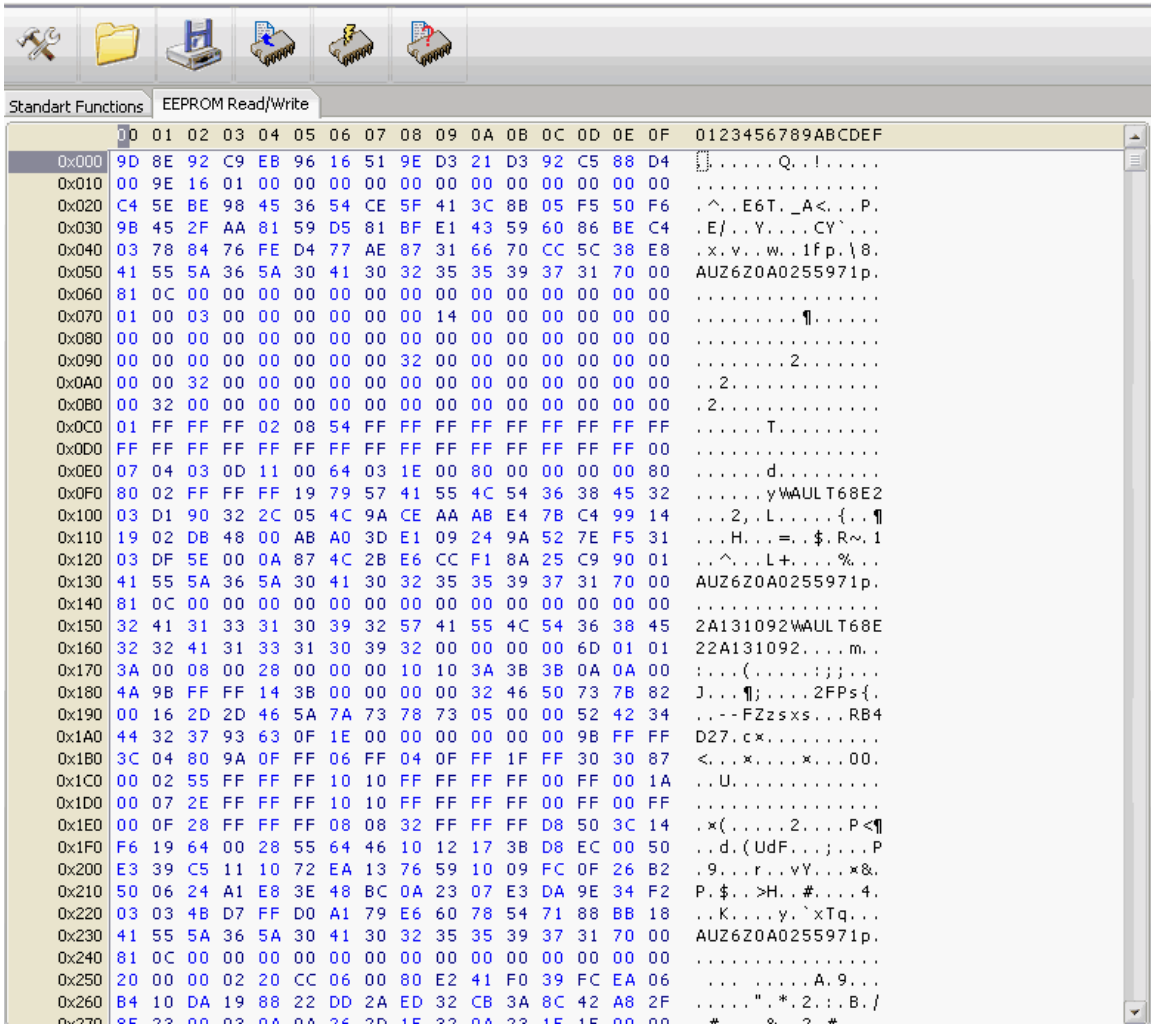 Standart Functions EEPROM Read/Write
00 01 02 03 04 05 06 07 08 09 0A 0B 0C 0D 0E 0F 0123456789ABCDEF
0x000 9D 8E 92 C9 EB 96 16 51 9E D3 21 D3 92 C5 88 D4 .......Q..!.....
0x010 00 9E 16 01 00 00 00 00 00 00 00 00 00 00 00 00 ................
0x020 C4 5E BE 98 45 36 54 CE 5F 41 3C 8B 05 F5 50 F6 .^..E6T._A<...P.
0x030 9B 45 2F AA 81 59 D5 81 BF E1 43 59 60 86 BE C4 .E/..Y....CY`...
0x040 03 78 84 76 FE D4 77 AE 87 31 66 70 CC 5C 38 E8 .x.v..w..1fp.\8.
0x050 41 55 5A 36 5A 30 41 30 32 35 35 39 37 31 70 00 AUZ6Z0A0255971p.
0x060 81 0C 00 00 00 00 00 00 00 00 00 00 00 00 00 00 ................
0x070 01 00 03 00 00 00 00 00 00 14 00 00 00 00 00 00 .........¶......
0x080 00 00 00 00 00 00 00 00 00 00 00 00 00 00 00 00 ................
0x090 00 00 00 00 00 00 00 00 32 00 00 00 00 00 00 00 ........2.......
0x0A0 00 00 32 00 00 00 00 00 00 00 00 00 00 00 00 00 ..2.............
0x0B0 00 32 00 00 00 00 00 00 00 00 00 00 00 00 00 00 .2..............
0x0C0 01 FF FF FF 02 08 54 FF FF FF FF FF FF FF FF FF ......T.........
0x0D0 FF FF FF FF FF FF FF FF FF FF FF FF FF FF FF 00 ................
0x0E0 07 04 03 0D 11 00 64 03 1E 00 80 00 00 00 00 80 ......d.........
0x0F0 80 02 FF FF FF 19 79 57 41 55 4C 54 36 38 45 32 ......yWAULT68E2
0x100 03 D1 90 32 2C 05 4C 9A CE AA AB E4 7B C4 99 14 ...2,.L.....{..¶
0x110 19 02 DB 48 00 AB A0 3D E1 09 24 9A 52 7E F5 31 ...H...=..$.R~.1
0x120 03 DF 5E 00 0A 87 4C 2B E6 CC F1 8A 25 C9 90 01 ..^...L+....%...
0x130 41 55 5A 36 5A 30 41 30 32 35 35 39 37 31 70 00 AUZ6Z0A0255971p.
0x140 81 0C 00 00 00 00 00 00 00 00 00 00 00 00 00 00 ................
0x150 32 41 31 33 31 30 39 32 57 41 55 4C 54 36 38 45 2A131092WAULT68E
0x160 32 32 41 31 33 31 30 39 32 00 00 00 00 6D 01 01 22A131092....m..
0x170 3A 00 08 00 28 00 00 00 10 10 3A 3B 3B 0A 0A 00 :...(.....:;;...
0x180 4A 9B FF FF 14 3B 00 00 00 00 32 46 50 73 7B 82 J...¶;....2FPs{.
0x190 00 16 2D 2D 46 5A 7A 73 78 73 05 00 00 52 42 34 ..--FZzsxs...RB4
0x1A0 44 32 37 93 63 0F 1E 00 00 00 00 00 00 9B FF FF D27.c¤..........
0x1B0 3C 04 80 9A 0F FF 06 FF 04 0F FF 1F FF 30 30 87 <...¤....¤...00.
0x1C0 00 02 55 FF FF FF 10 10 FF FF FF FF 00 FF 00 1A ..U.............
0x1D0 00 07 2E FF FF FF 10 10 FF FF FF FF 00 FF 00 FF ................
0x1E0 00 0F 28 FF FF FF 08 08 32 FF FF FF D8 50 3C 14 .¤(.....2....P<¶
0x1F0 F6 19 64 00 28 55 64 46 10 12 17 3B D8 EC 00 50 ..d.(UdF...;...P
0x200 E3 39 C5 11 10 72 EA 13 76 59 10 09 FC 0F 26 B2 .9...r..vY...¤&.
0x210 50 06 24 A1 E8 3E 48 BC 0A 23 07 E3 DA 9E 34 F2 P.$..>H..#....4.
0x220 03 03 4B D7 FF D0 A1 79 E6 60 78 54 71 88 BB 18 ..K....y.`xTq...
0x230 41 55 5A 36 5A 30 41 30 32 35 35 39 37 31 70 00 AUZ6Z0A0255971p.
0x240 81 0C 00 00 00 00 00 00 00 00 00 00 00 00 00 00 ................
0x250 20 00 00 02 20 CC 06 00 80 E2 41 F0 39 FC EA 06  ... .....A.9...
0x260 B4 10 DA 19 88 22 DD 2A ED 32 CB 3A 8C 42 A8 2F .....".*.2.:.B./